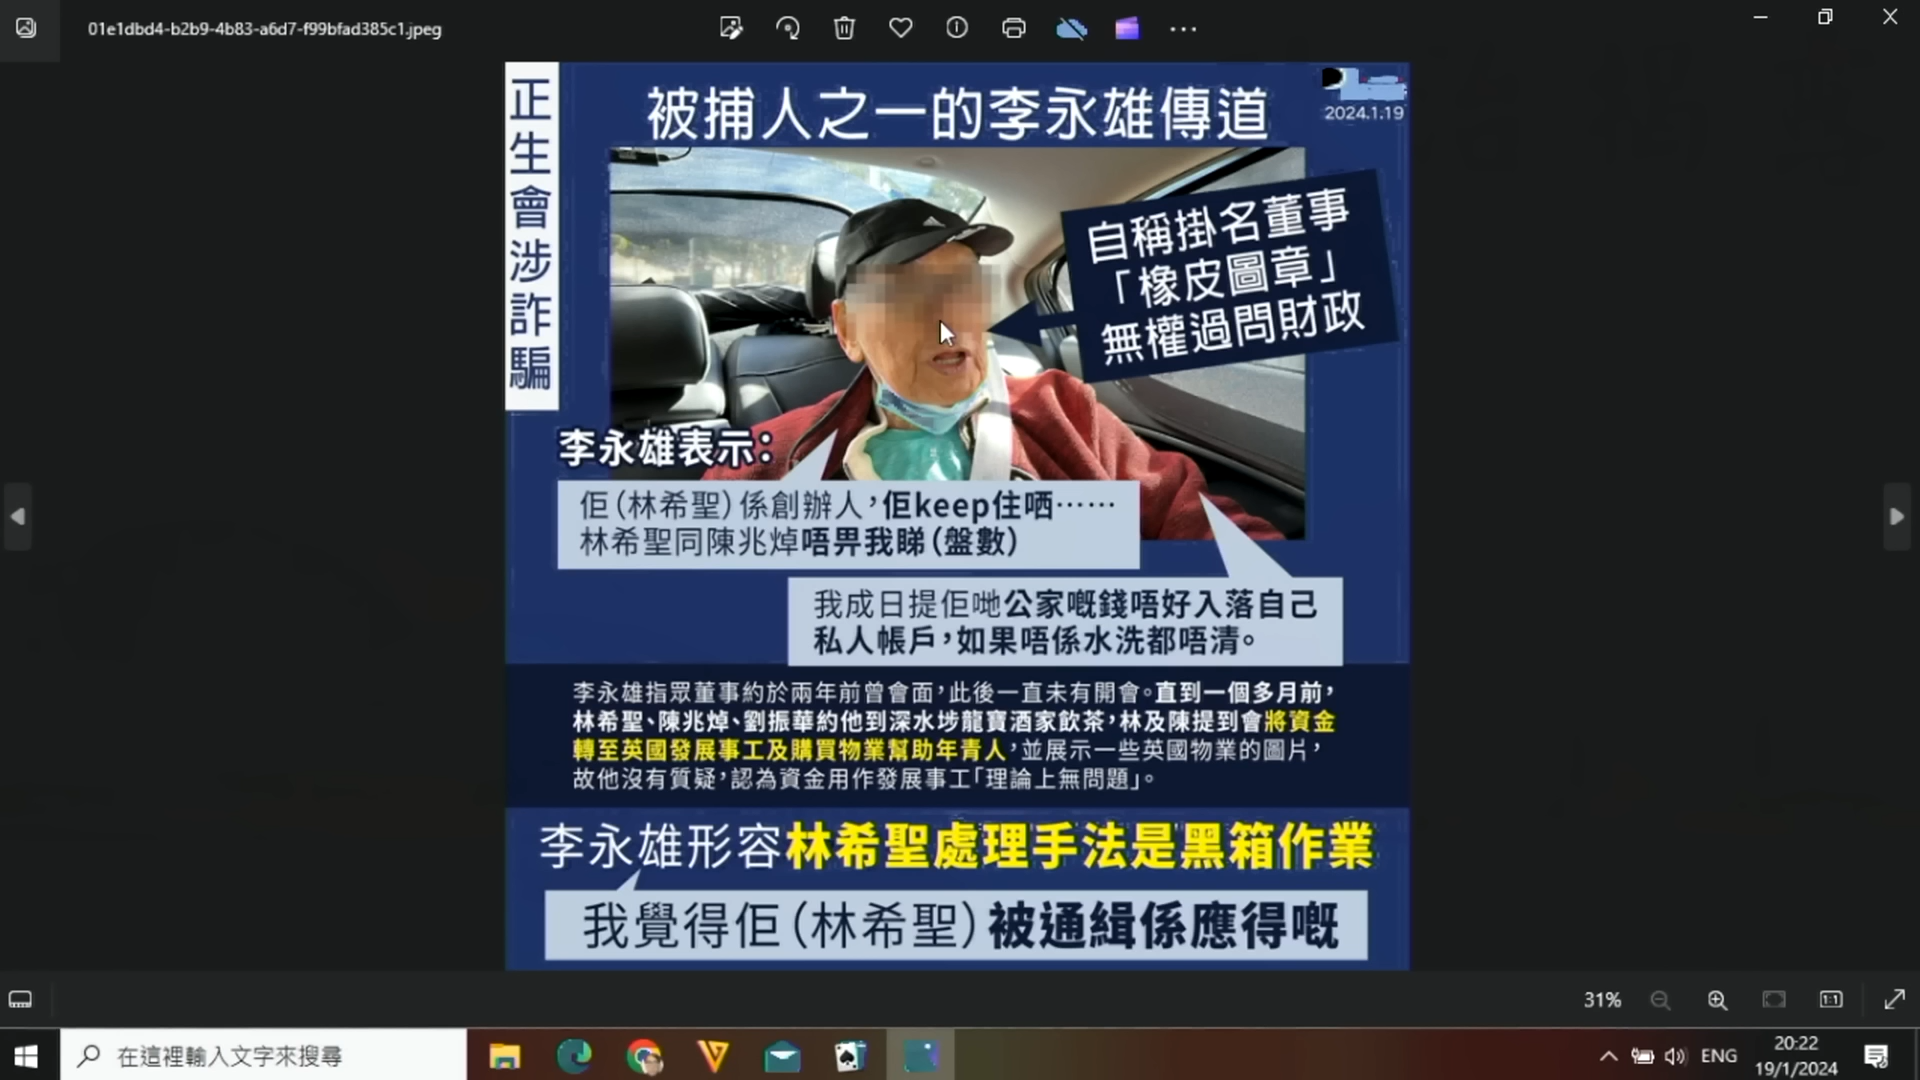 01e1dbd4-b2b9-4b83-a6d7-f99bfad385c1.jpeg
正生會涉詐騙
被捕人之一的李永雄傳道
2024.1.19
自稱掛名董事
「橡皮圖章」
無權過問財政
李永雄表示：
佢（林希聖）係創辦人，佢keep住晒……
林希聖同陳兆焯唔畀我睇（盤數）
我成日提佢哋公家嘅錢唔好入落自己
私人帳戶，如果唔係水洗都唔清。
李永雄指眾董事約於兩年前曾會面，此後一直未有開會。直到一個多月前，
林希聖、陳兆焯、劉振華約他到深水埗龍寶酒家飲茶，林及陳提到會將資金
轉至英國發展事工及購買物業幫助年青人，並展示一些英國物業的圖片，
故他沒有質疑，認為資金用作發展事工「理論上無問題」。
李永雄形容林希聖處理手法是黑箱作業
我覺得佢（林希聖）被通緝係應得嘅
31%
1:1
在這裡輸入文字來搜尋
ENG
20:22
19/1/2024